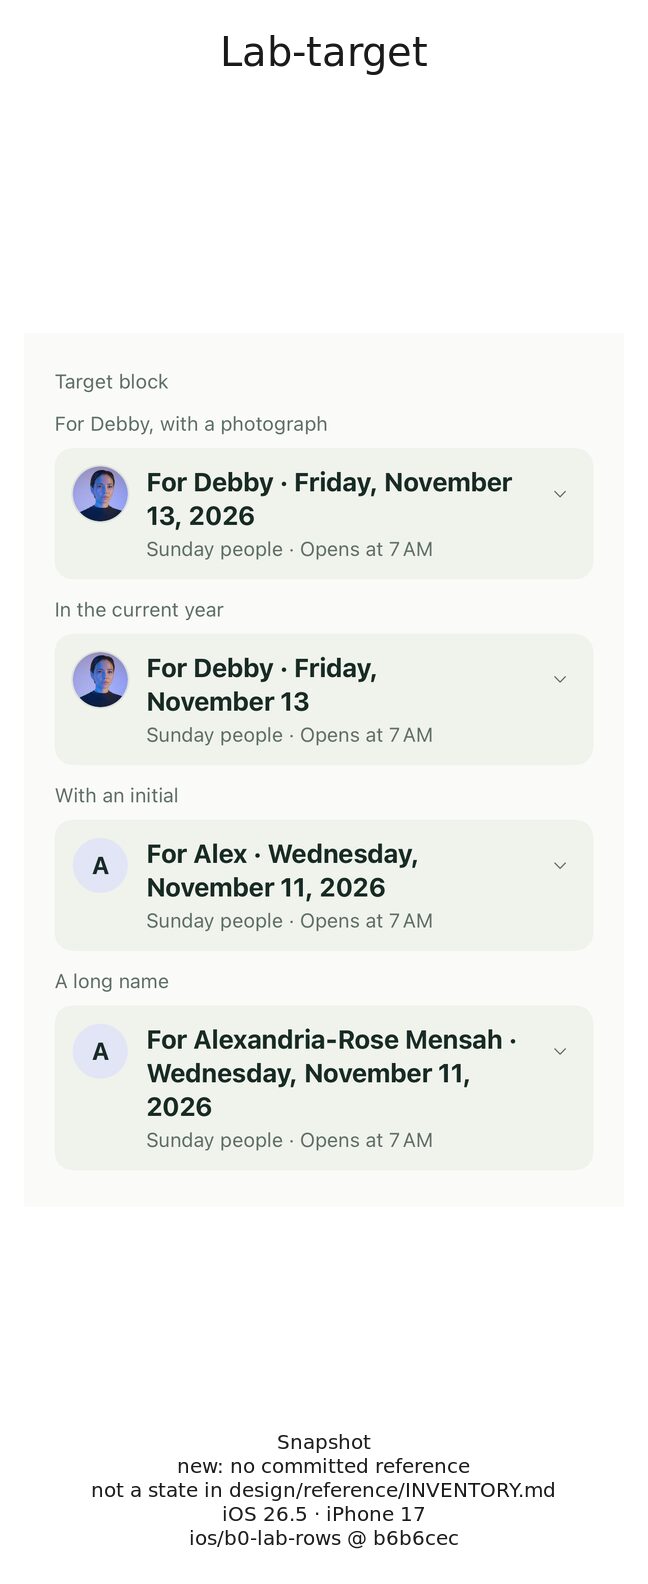 Lab-target
Target block
For Debby, with a photograph
For Debby · Friday, November
13, 2026
Sunday people · Opens at 7 AM
In the current year
For Debby · Friday,
November 13
Sunday people · Opens at 7 AM
With an initial
A
For Alex · Wednesday,
November 11, 2026
Sunday people · Opens at 7 AM
A long name
A
For Alexandria-Rose Mensah ·
Wednesday, November 11,
2026
Sunday people · Opens at 7 AM
Snapshot
new: no committed reference
not a state in design/reference/INVENTORY.md
iOS 26.5 · iPhone 17
ios/b0-lab-rows @ b6b6cec